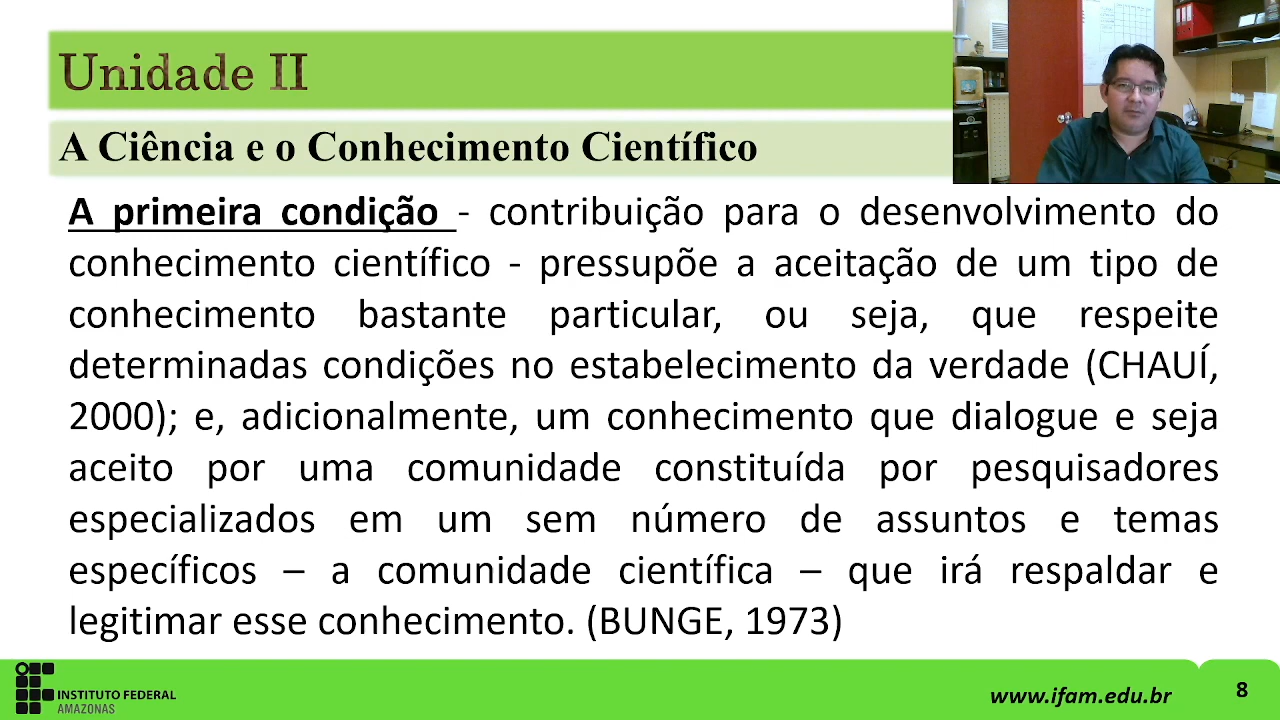 Unidade II
A Ciência e o Conhecimento Científico
A primeira condição - contribuição para o desenvolvimento do
conhecimento científico - pressupõe a aceitação de um tipo de
conhecimento bastante particular, ou seja, que respeite
determinadas condições no estabelecimento da verdade (CHAUÍ,
2000); e, adicionalmente, um conhecimento que dialogue e seja
aceito por uma comunidade constituída por pesquisadores
especializados em um sem número de assuntos e temas
específicos – a comunidade científica – que irá respaldar e
legitimar esse conhecimento. (BUNGE, 1973)
INSTITUTO FEDERAL
AMAZONAS
www.ifam.edu.br
8